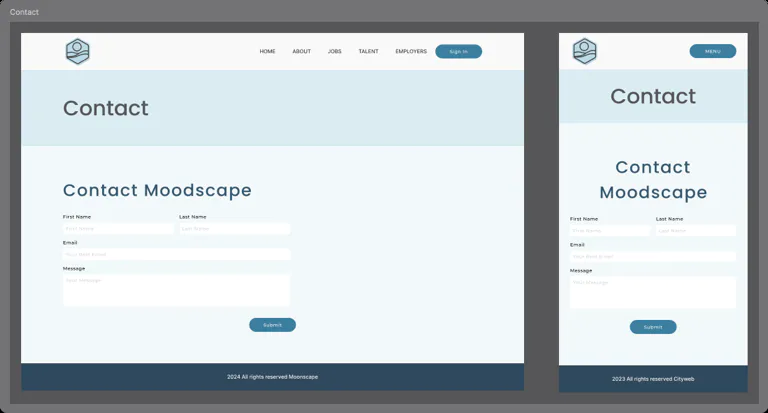 Contact
HOME ABOUT JOBS TALENT EMPLOYERS Sign In
Contact
Contact Moodscape
First Name Last Name
First Name Last Name
Email
Your Best Email
Message
Your Message
Submit
2024 All rights reserved Moonscape
MENU
Contact
Contact
Moodscape
First Name Last Name
First Name Last Name
Email
Your Best Email
Message
Your Message
Submit
2023 All rights reserved Cityweb